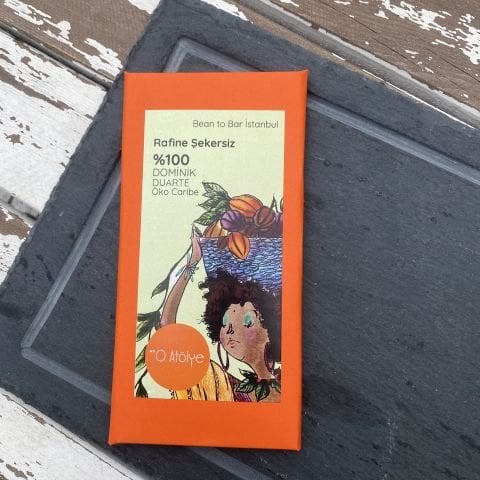 Bean to Bar İstanbul
Rafine Şekersiz
%100
DOMİNİK
DUARTE
Öko Caribe
"O Atölye